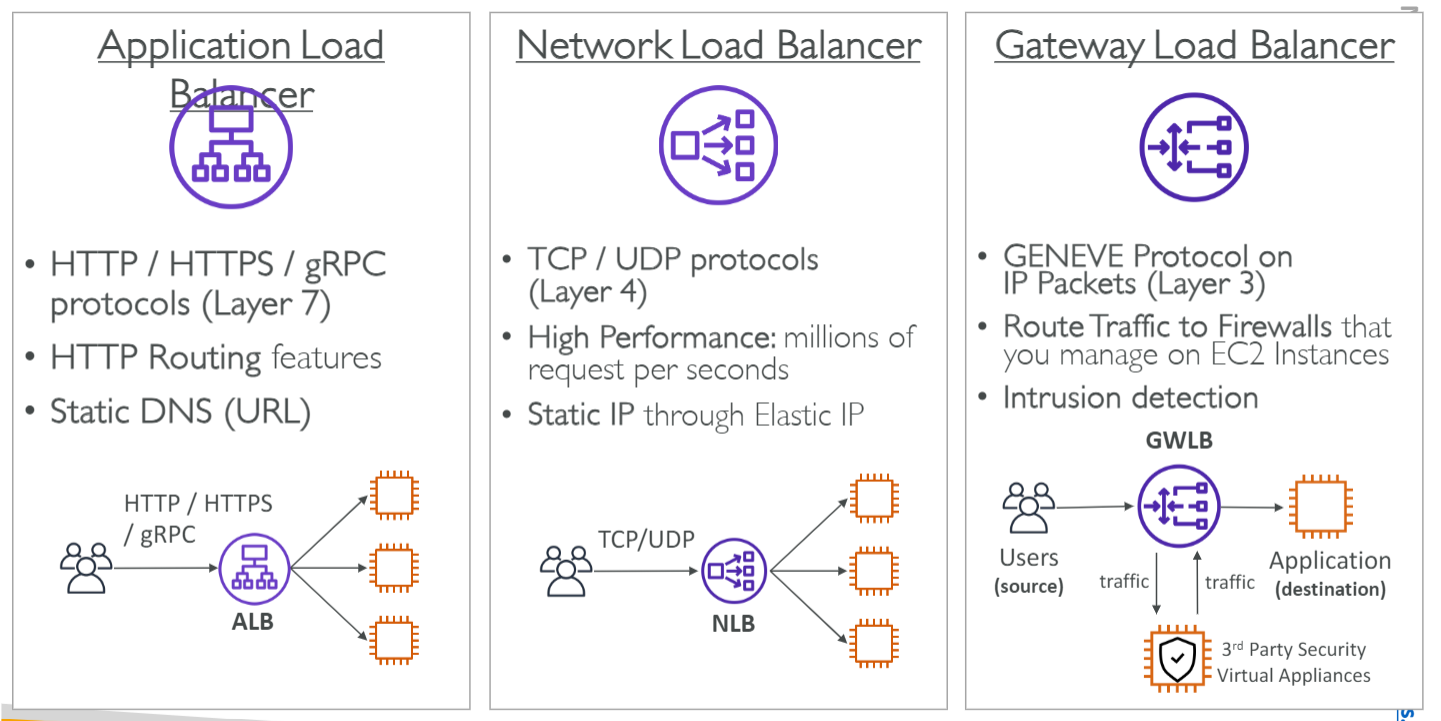 Application Load
Balancer
• HTTP / HTTPS / gRPC
protocols (Layer 7)
• HTTP Routing features
• Static DNS (URL)
HTTP / HTTPS
/ gRPC
ALB
Network Load Balancer
• TCP / UDP protocols
(Layer 4)
• High Performance: millions of
request per seconds
• Static IP through Elastic IP
TCP/UDP
NLB
Gateway Load Balancer
• GENEVE Protocol on
IP Packets (Layer 3)
• Route Traffic to Firewalls that
you manage on EC2 Instances
• Intrusion detection
GWLB
Users
(source)
traffic
traffic
Application
(destination)
3rd Party Security
Virtual Appliances